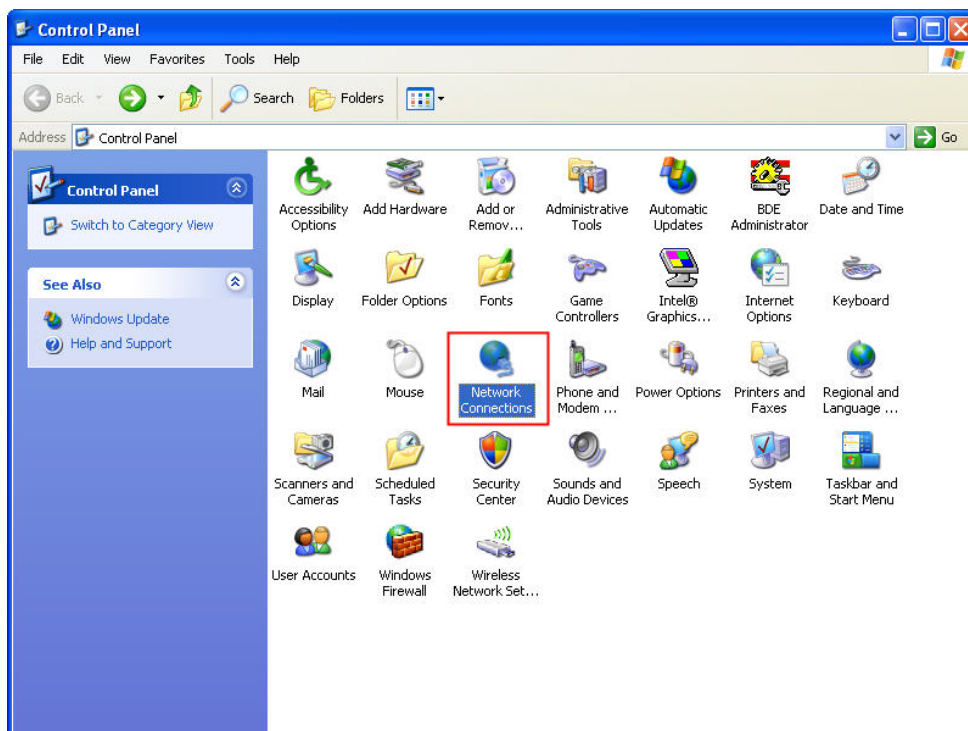 Control Panel
File Edit View Favorites Tools Help
Back Search Folders
Address Control Panel Go
Control Panel
Switch to Category View
See Also
Windows Update
Help and Support
Accessibility Options
Add Hardware
Add or Remov...
Administrative Tools
Automatic Updates
BDE Administrator
Date and Time
Display
Folder Options
Fonts
Game Controllers
Intel® Graphics...
Internet Options
Keyboard
Mail
Mouse
Network Connections
Phone and Modem ...
Power Options
Printers and Faxes
Regional and Language ...
Scanners and Cameras
Scheduled Tasks
Security Center
Sounds and Audio Devices
Speech
System
Taskbar and Start Menu
User Accounts
Windows Firewall
Wireless Network Set...